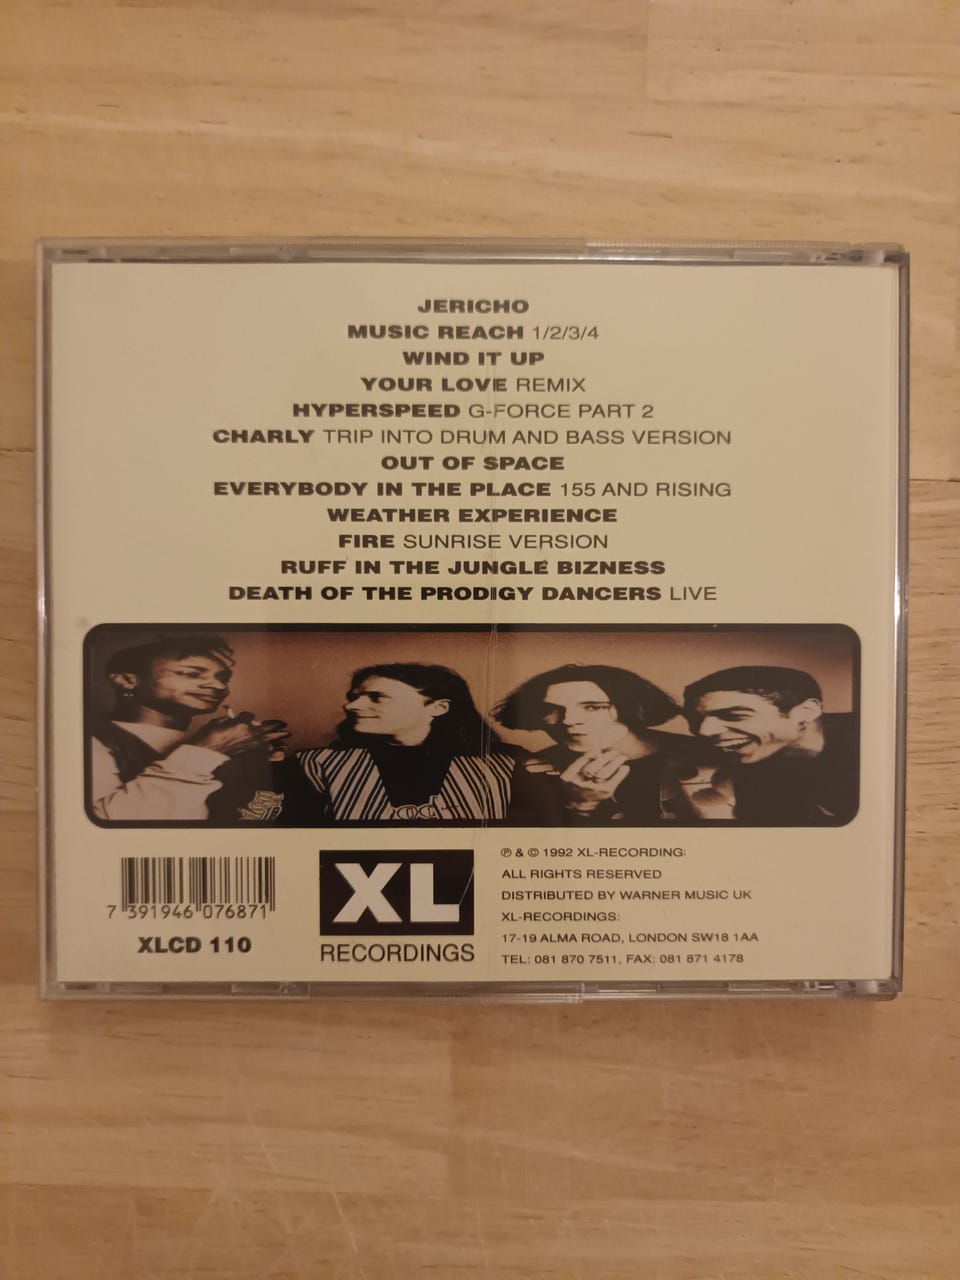 JERICHO
MUSIC REACH 1/2/3/4
WIND IT UP
YOUR LOVE REMIX
HYPERSPEED G-FORCE PART 2
CHARLY TRIP INTO DRUM AND BASS VERSION
OUT OF SPACE
EVERYBODY IN THE PLACE 155 AND RISING
WEATHER EXPERIENCE
FIRE SUNRISE VERSION
RUFF IN THE JUNGLE BIZNESS
DEATH OF THE PRODIGY DANCERS LIVE
7 391946 076871
XLCD 110
XL
RECORDINGS
℗ & © 1992 XL-RECORDING:
ALL RIGHTS RESERVED
DISTRIBUTED BY WARNER MUSIC UK
XL-RECORDINGS:
17-19 ALMA ROAD, LONDON SW18 1AA
TEL: 081 870 7511, FAX: 081 871 4178